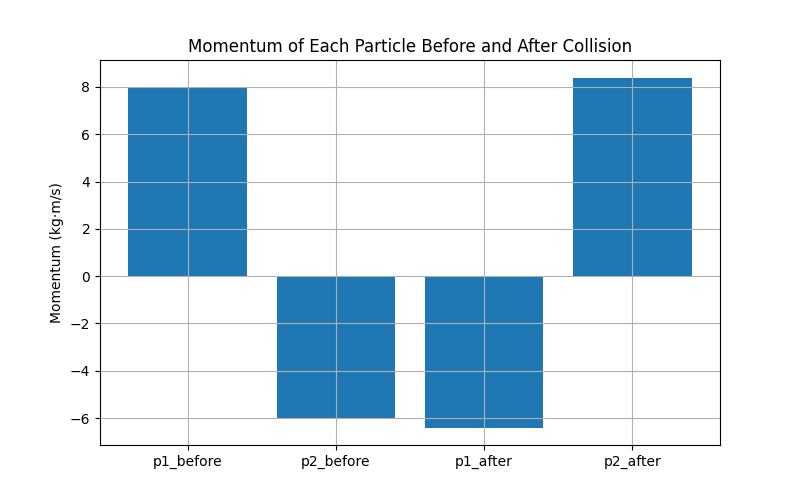 Momentum of Each Particle Before and After Collision
Momentum (kg·m/s)
8
6
4
2
0
−2
−4
−6
p1_before
p2_before
p1_after
p2_after